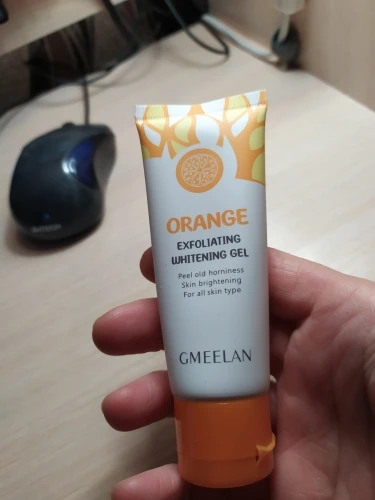 ORANGE
EXFOLIATING
WHITENING GEL
Peel old horniness
Skin brightening
For all skin type
GMEELAN